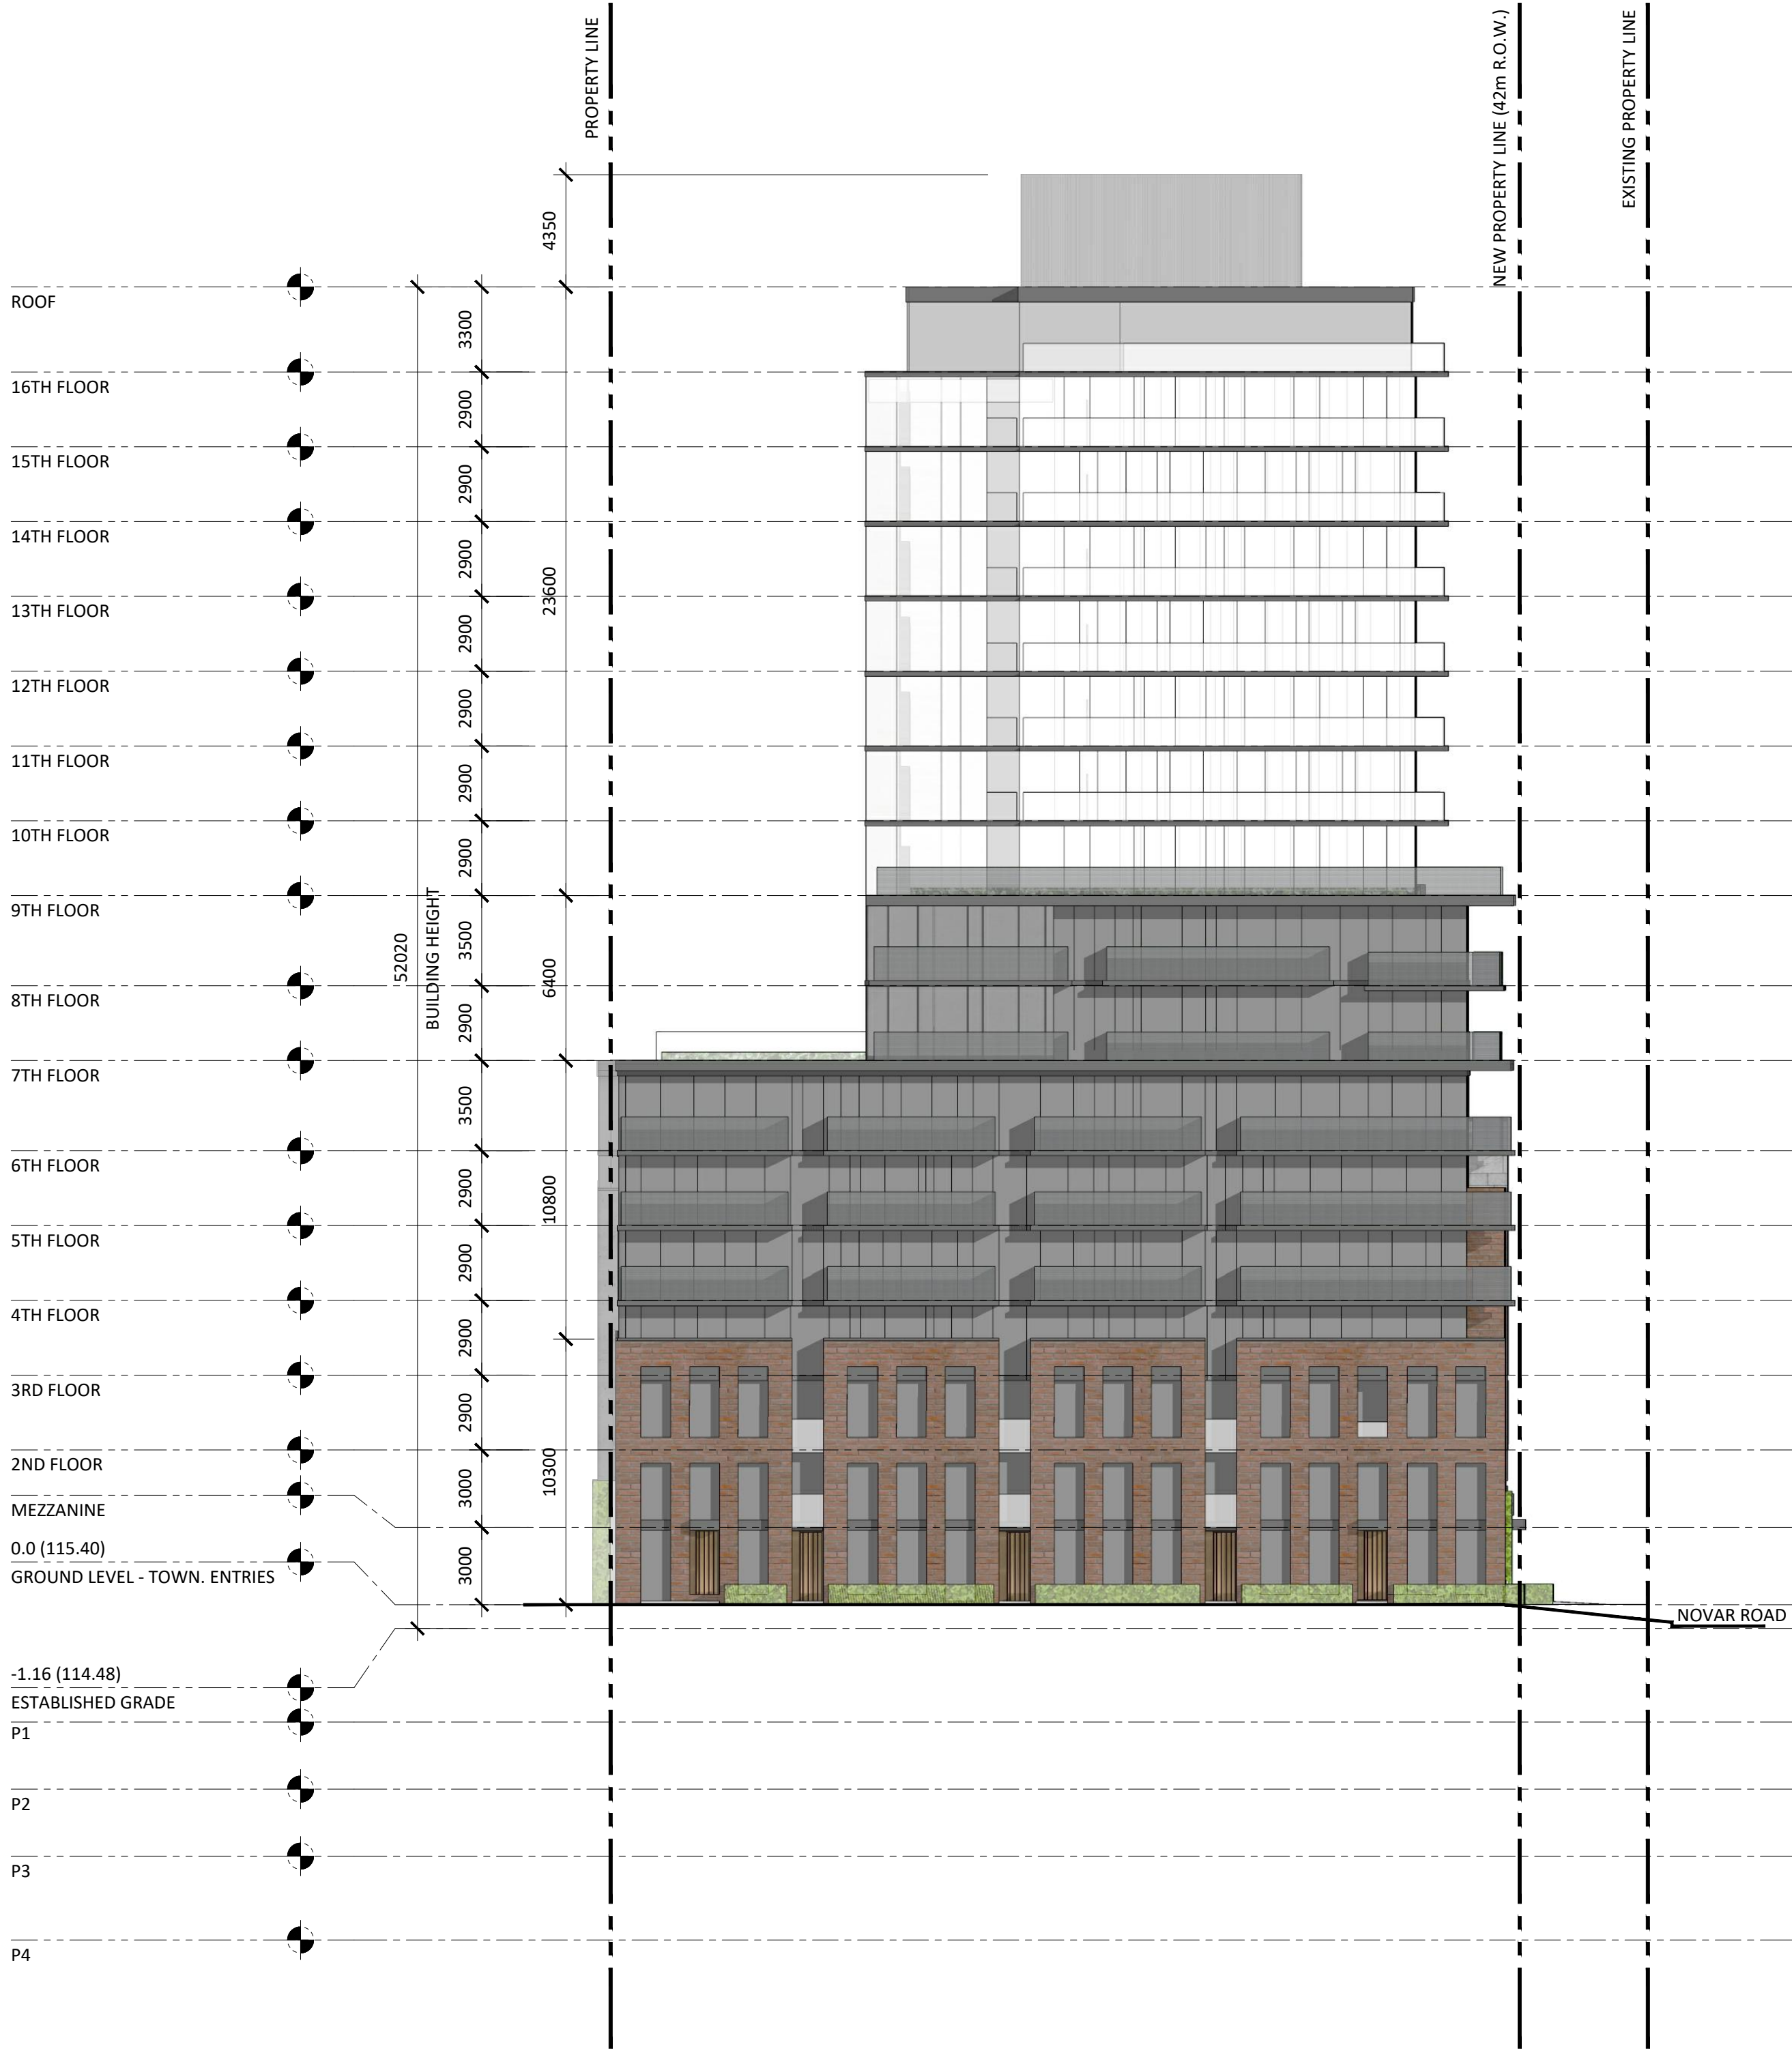 PROPERTY LINE
NEW PROPERTY LINE (42m R.O.W.)
EXISTING PROPERTY LINE
4350
ROOF
3300
16TH FLOOR
2900
15TH FLOOR
2900
14TH FLOOR
2900
23600
13TH FLOOR
2900
12TH FLOOR
2900
11TH FLOOR
2900
10TH FLOOR
2900
9TH FLOOR
52020
BUILDING HEIGHT
3500
6400
8TH FLOOR
2900
7TH FLOOR
3500
6TH FLOOR
2900
10800
5TH FLOOR
2900
4TH FLOOR
2900
3RD FLOOR
2900
2ND FLOOR
3000
10300
MEZZANINE
0.0 (115.40)
GROUND LEVEL - TOWN. ENTRIES
3000
NOVAR ROAD
-1.16 (114.48)
ESTABLISHED GRADE
P1
P2
P3
P4